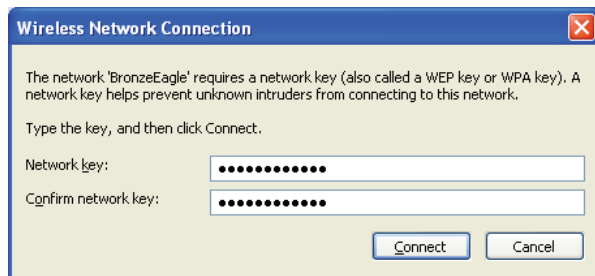 Wireless Network Connection
The network 'BronzeEagle' requires a network key (also called a WEP key or WPA key). A
network key helps prevent unknown intruders from connecting to this network.
Type the key, and then click Connect.
Network key: ••••••••••••
Confirm network key: ••••••••••••
Connect Cancel